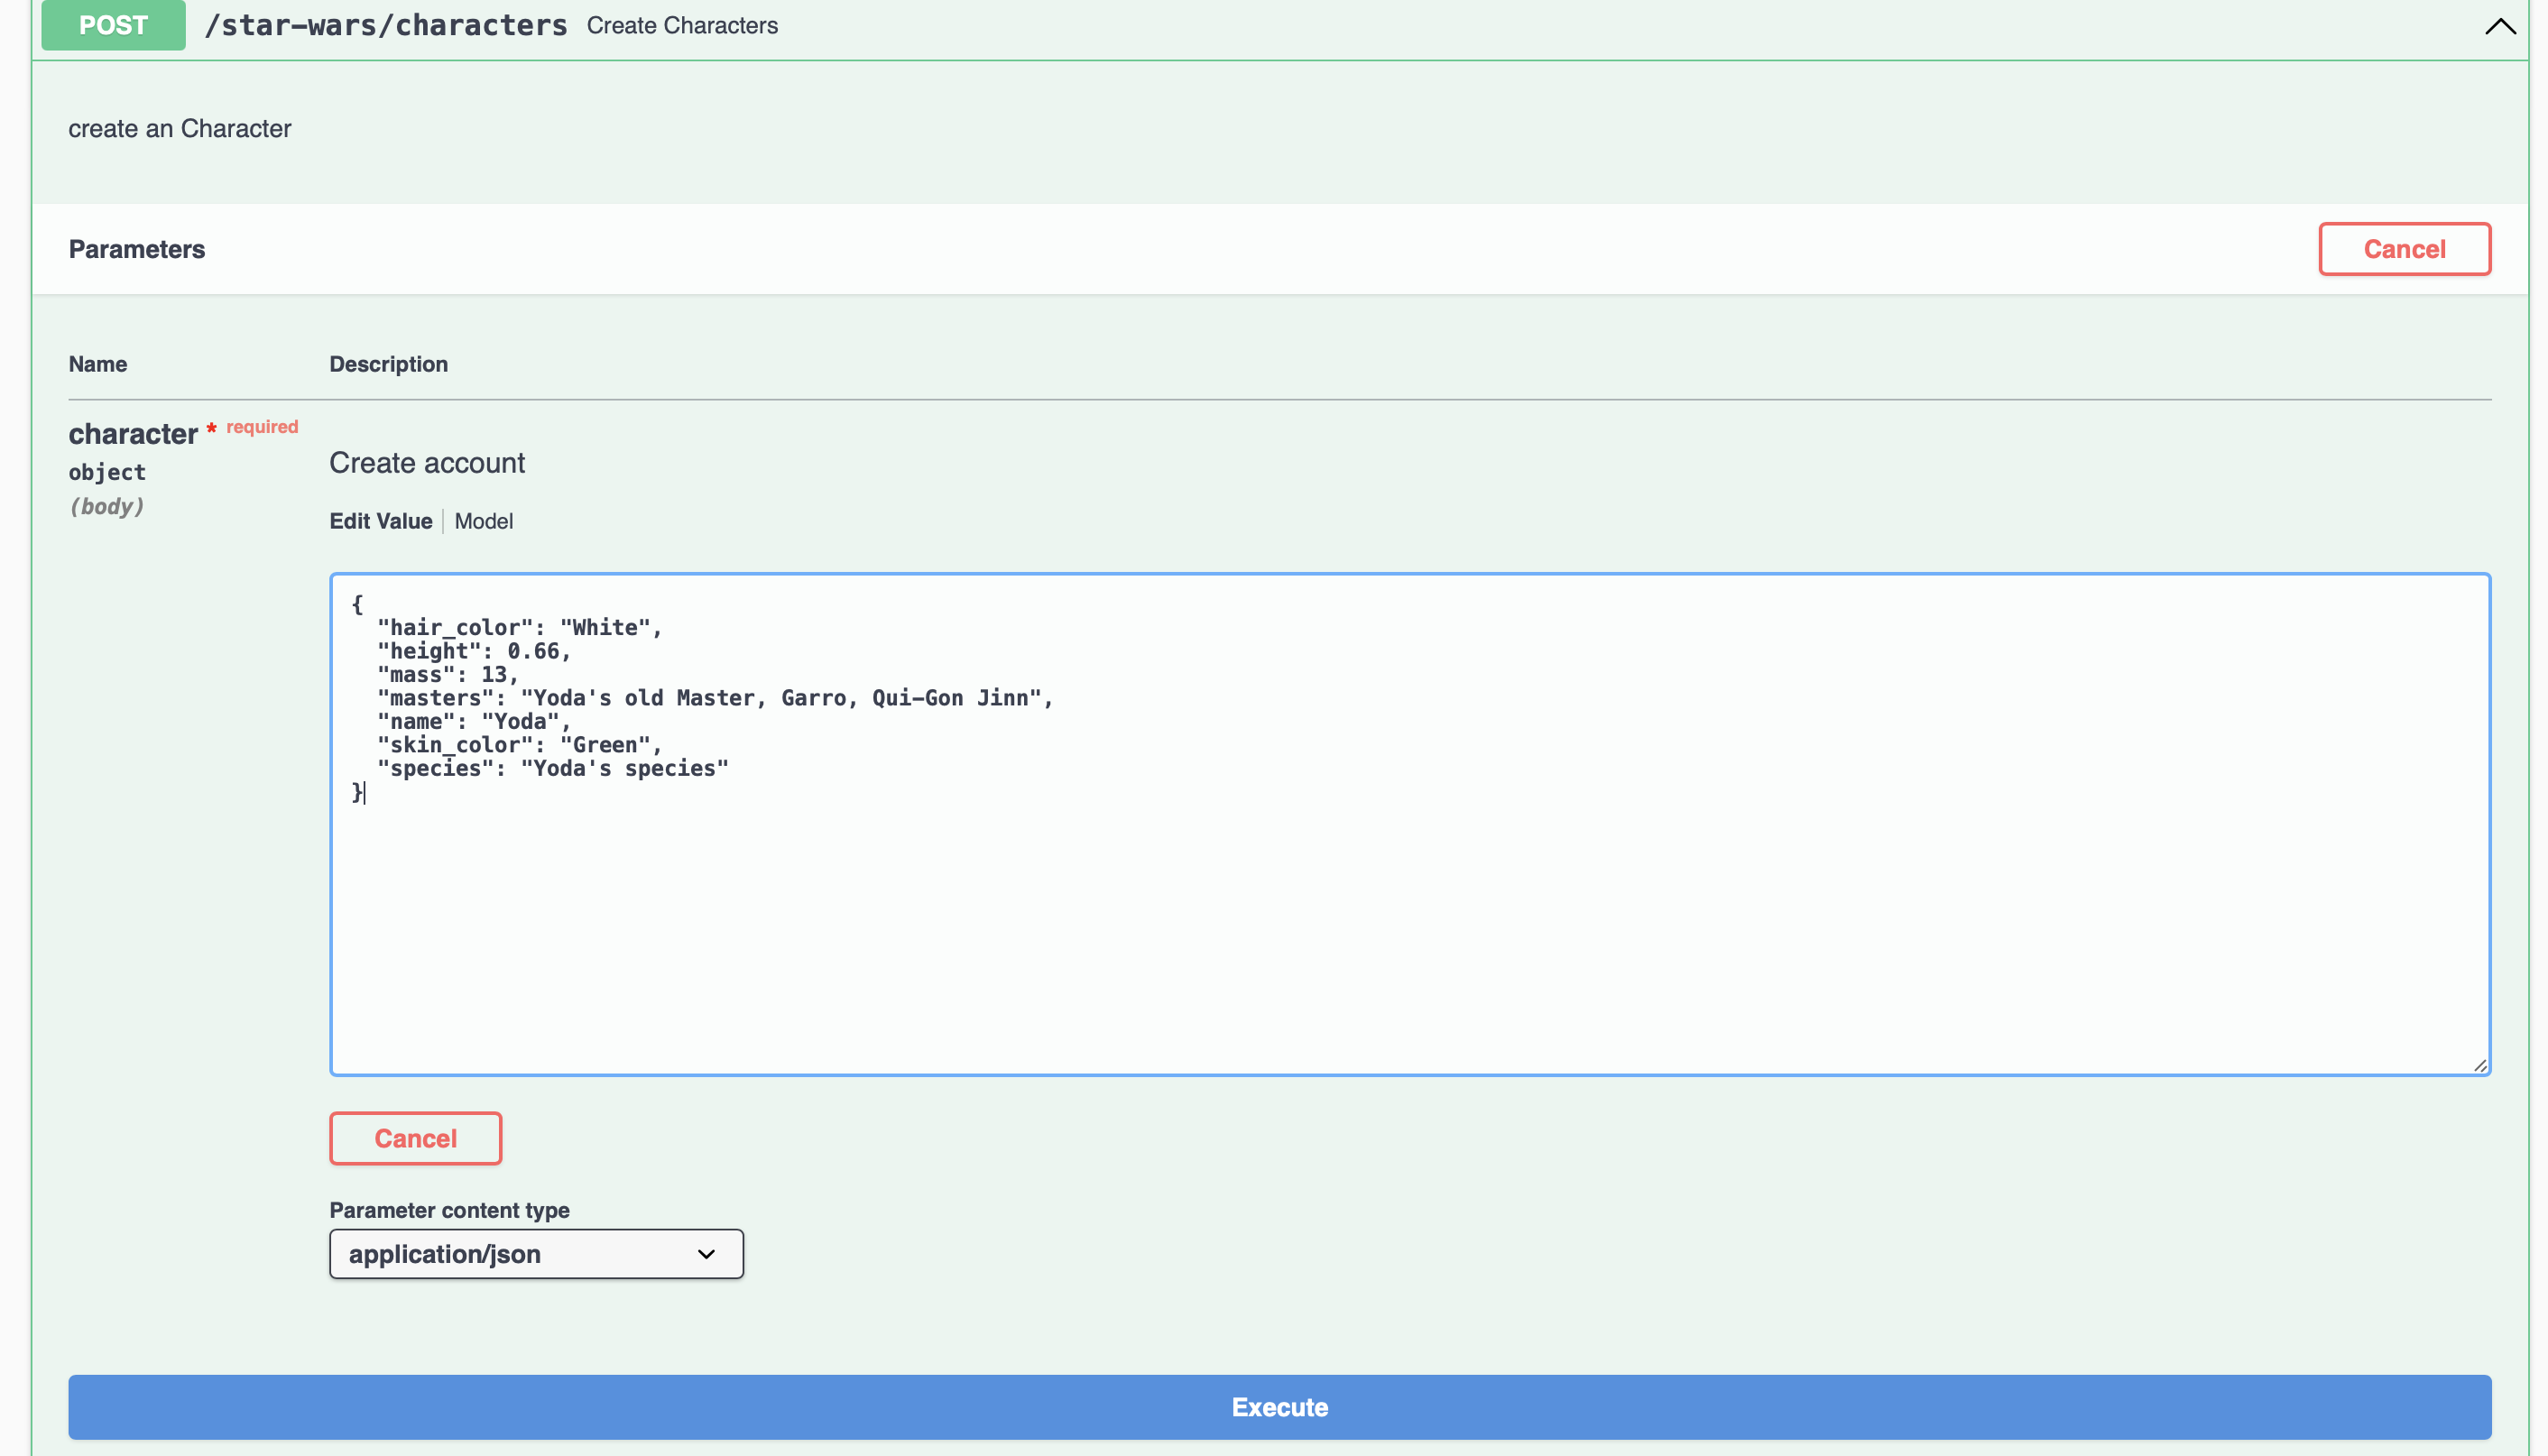 POST /star-wars/characters Create Characters
create an Character
Parameters Cancel
Name Description
character * required
object
(body)
Create account
Edit Value Model
{
  "hair_color": "White",
  "height": 0.66,
  "mass": 13,
  "masters": "Yoda's old Master, Garro, Qui-Gon Jinn",
  "name": "Yoda",
  "skin_color": "Green",
  "species": "Yoda's species"
}
Cancel
Parameter content type
application/json
Execute